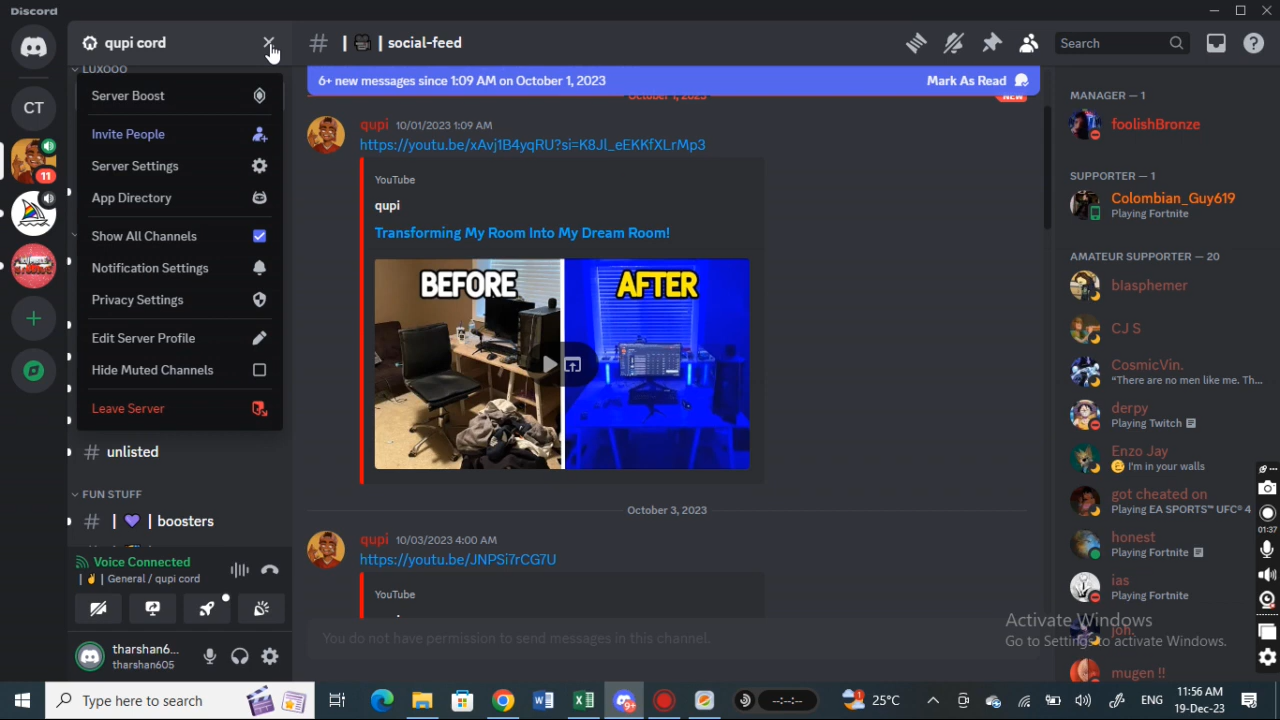 Discord
qupi cord
# | | social-feed
Search
LUXOOO
6+ new messages since 1:09 AM on October 1, 2023
Mark As Read
October 1, 2023
NEW
CT
11
Server Boost
Invite People
Server Settings
App Directory
Show All Channels
Notification Settings
Privacy Settings
Edit Server Profile
Hide Muted Channels
Leave Server
# unlisted
FUN STUFF
# | | boosters
Voice Connected
| General / qupi cord
tharshan6...
tharshan605
qupi 10/01/2023 1:09 AM
https://youtu.be/xAvj1B4yqRU?si=K8Jl_eEKKfXLrMp3
YouTube
qupi
Transforming My Room Into My Dream Room!
BEFORE
AFTER
October 3, 2023
qupi 10/03/2023 4:00 AM
https://youtu.be/JNPSi7rCG7U
YouTube
You do not have permission to send messages in this channel.
MANAGER — 1
foolishBronze
SUPPORTER — 1
Colombian_Guy619
Playing Fortnite
AMATEUR SUPPORTER — 20
blasphemer
CJ S
CosmicVin.
"There are no men like me. Th...
derpy
Playing Twitch
Enzo Jay
I'm in your walls
got cheated on
Playing EA SPORTS™ UFC® 4
honest
Playing Fortnite
ias
Playing Fortnite
joh.
mugen !!
01:37
Activate Windows
Go to Settings to activate Windows.
Type here to search
9+
--:--:--
1
25°C
ENG
11:56 AM
19-Dec-23